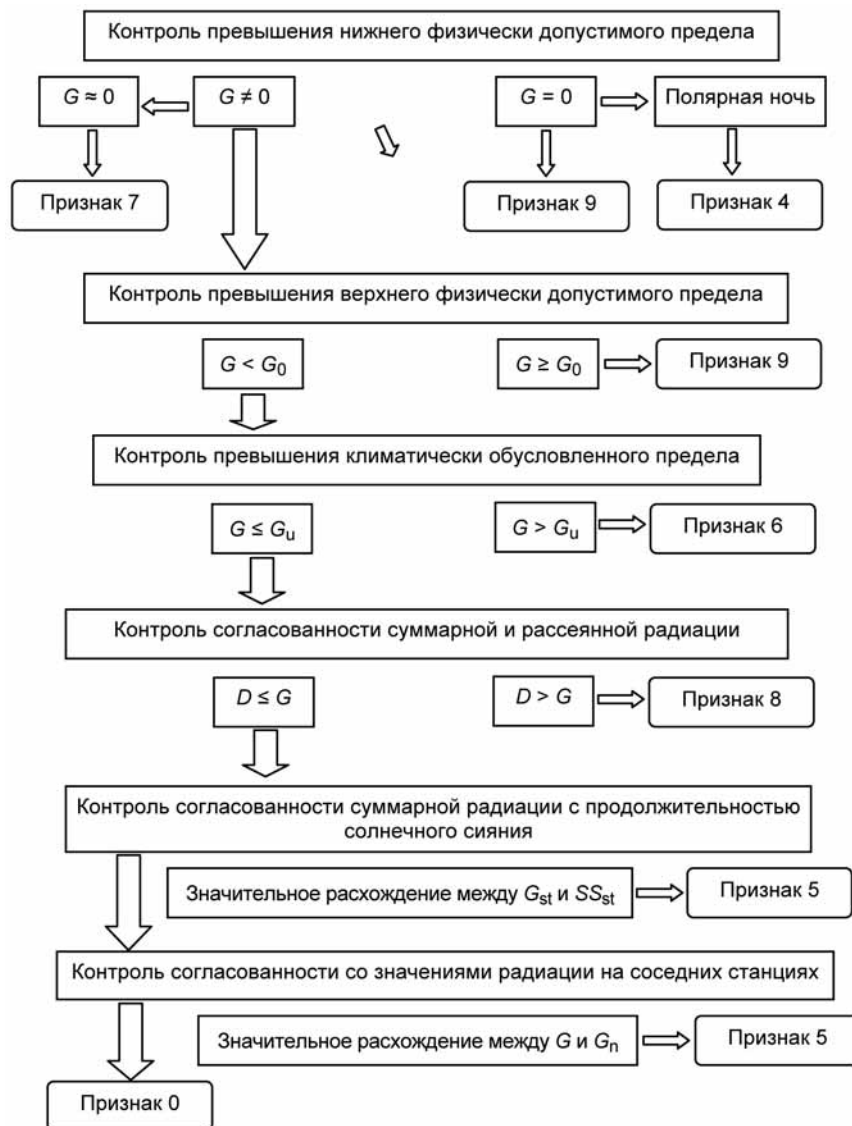 Контроль превышения нижнего физически допустимого предела
G ≈ 0
G ≠ 0
G = 0
Полярная ночь
Признак 7
Признак 9
Признак 4
Контроль превышения верхнего физически допустимого предела
G < G₀
G ≥ G₀
Признак 9
Контроль превышения климатически обусловленного предела
G ≤ Gu
G > Gu
Признак 6
Контроль согласованности суммарной и рассеянной радиации
D ≤ G
D > G
Признак 8
Контроль согласованности суммарной радиации с продолжительностью
солнечного сияния
Значительное расхождение между Gst и SSst
Признак 5
Контроль согласованности со значениями радиации на соседних станциях
Значительное расхождение между G и Gn
Признак 5
Признак 0